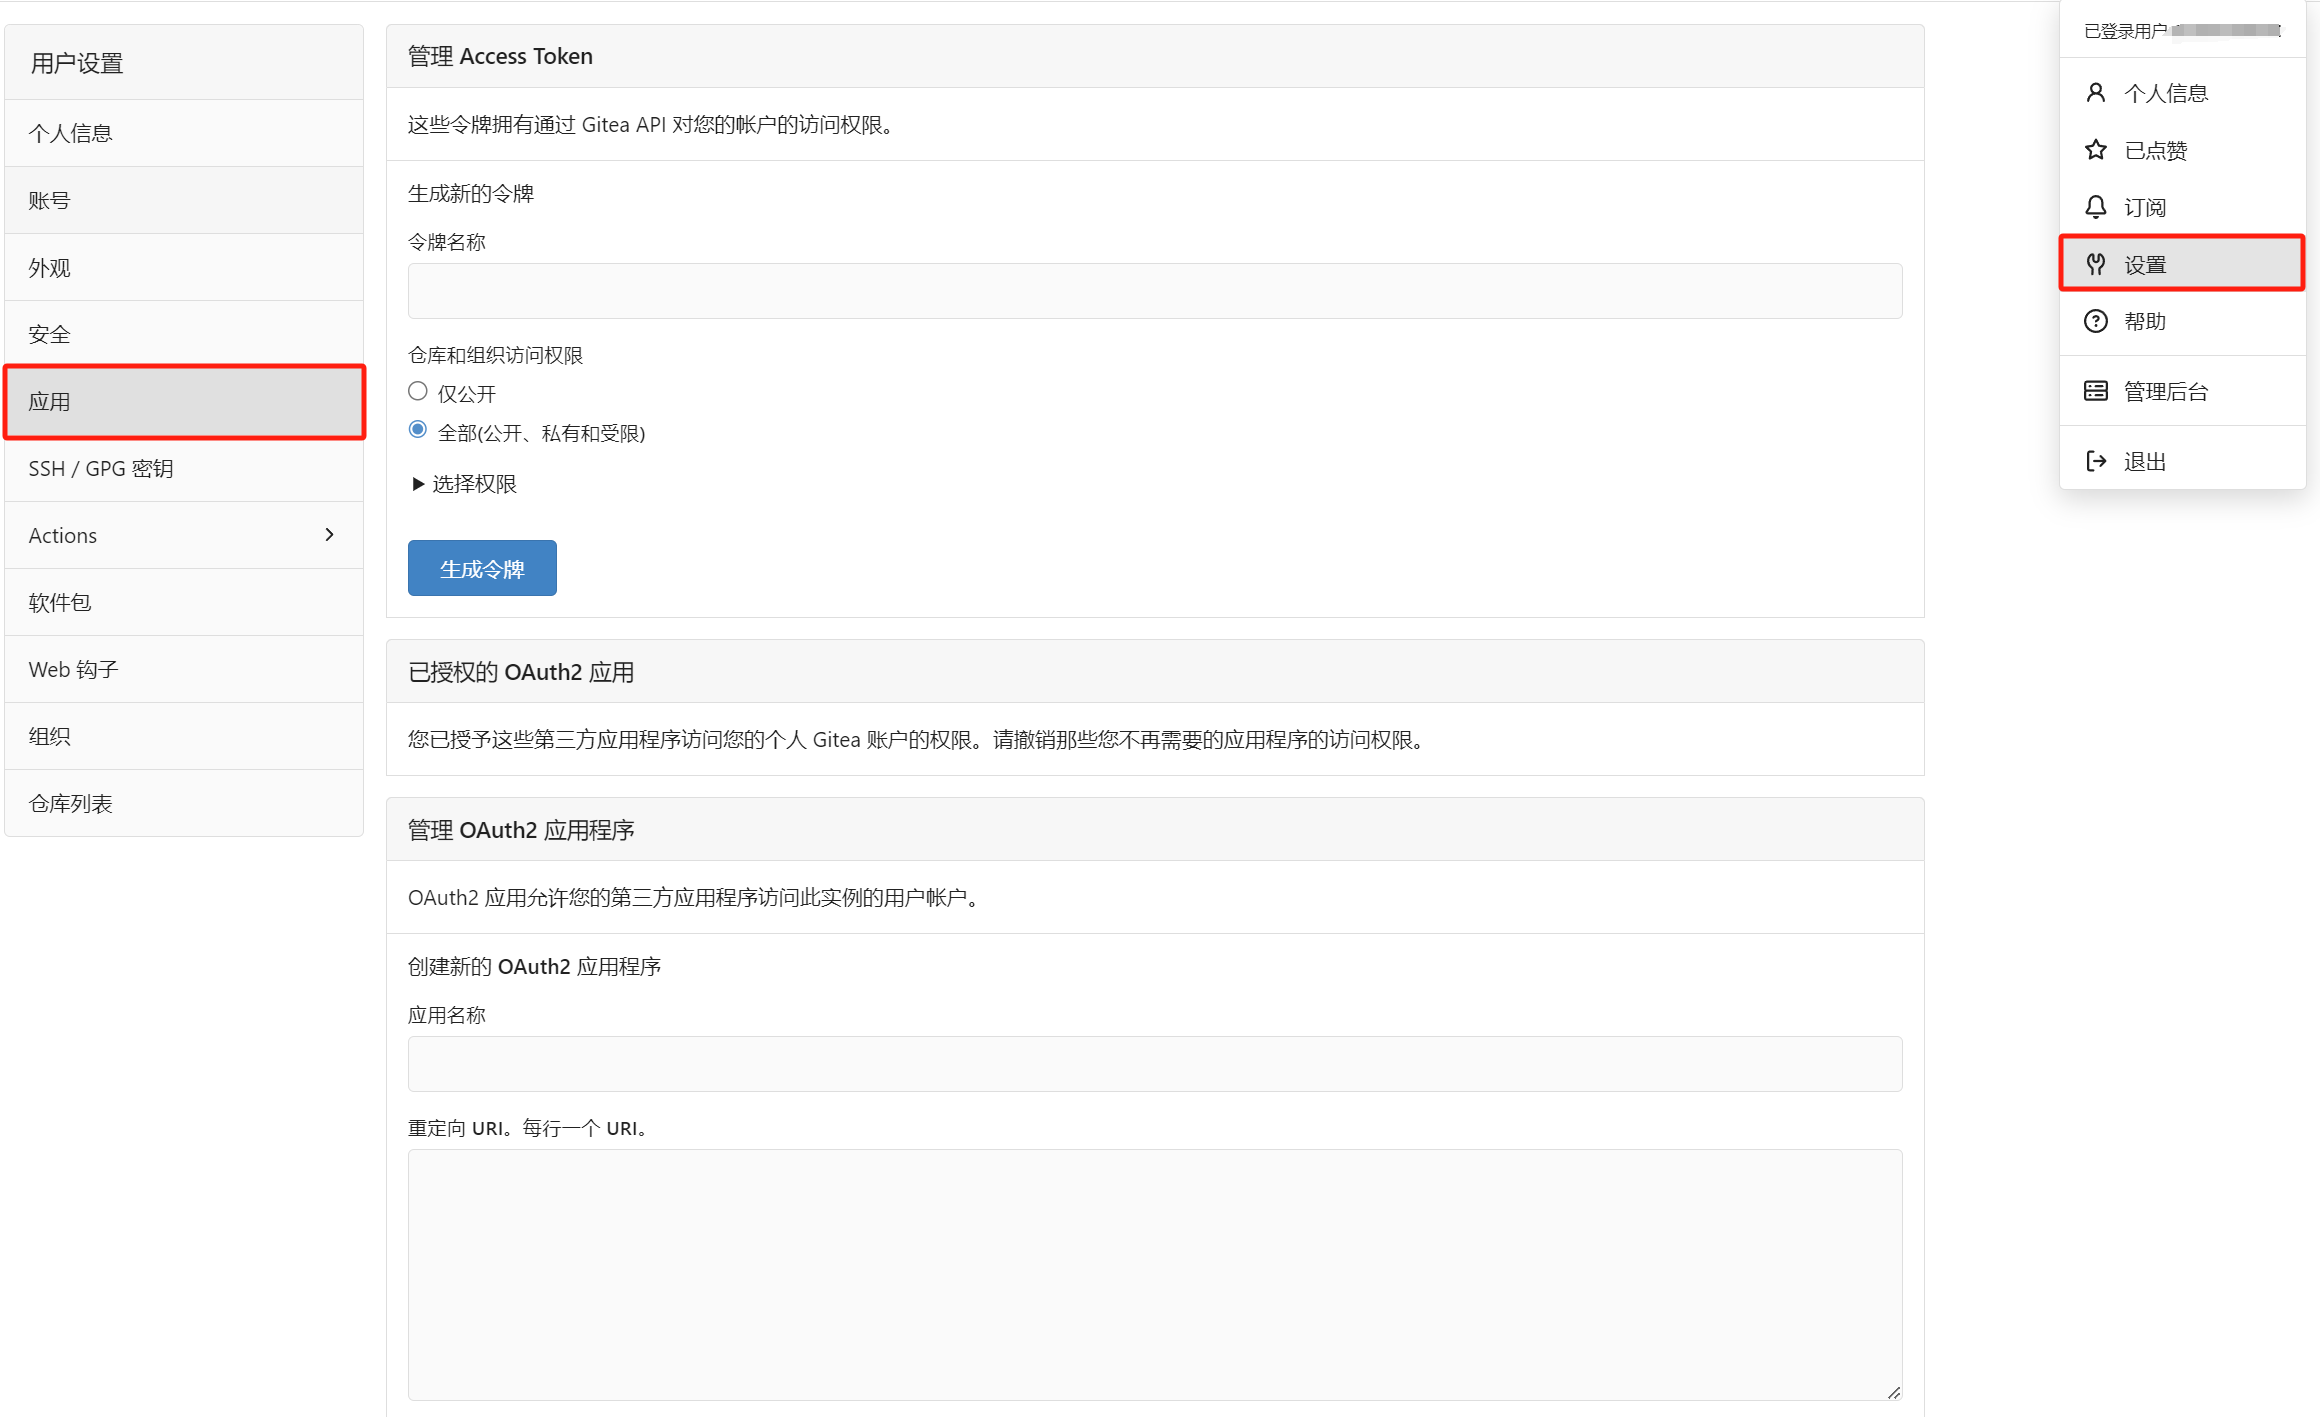 用户设置
个人信息
账号
外观
安全
应用
SSH / GPG 密钥
Actions
软件包
Web 钩子
组织
仓库列表
管理 Access Token
这些令牌拥有通过 Gitea API 对您的帐户的访问权限。
生成新的令牌
令牌名称
仓库和组织访问权限
仅公开
全部(公开、私有和受限)
选择权限
生成令牌
已授权的 OAuth2 应用
您已授予这些第三方应用程序访问您的个人 Gitea 账户的权限。请撤销那些您不再需要的应用程序的访问权限。
管理 OAuth2 应用程序
OAuth2 应用允许您的第三方应用程序访问此实例的用户帐户。
创建新的 OAuth2 应用程序
应用名称
重定向 URI。每行一个 URI。
已登录用户
个人信息
已点赞
订阅
设置
帮助
管理后台
退出